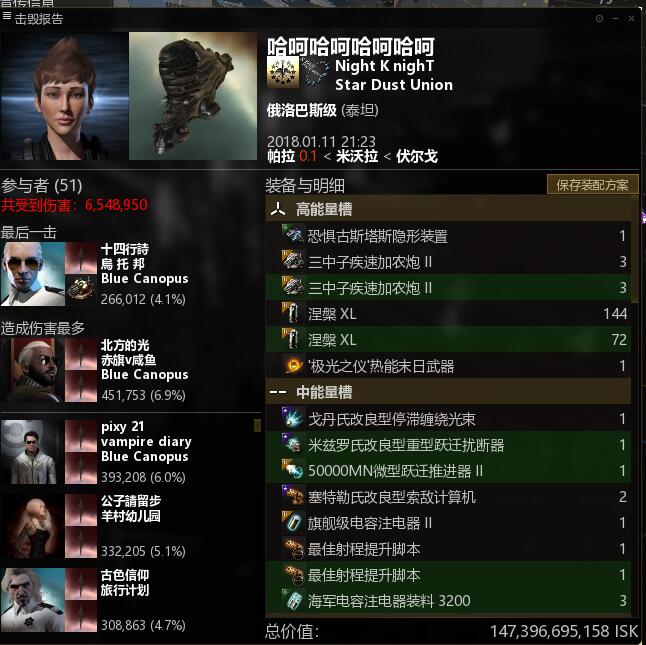 击毁报告
哈呵哈呵哈呵哈呵
Night K nighT
Star Dust Union
俄洛巴斯级 (泰坦)
2018.01.11 21:23
帕拉 0.1 < 米沃拉 < 伏尔戈
参与者 (51)
共受到伤害: 6,548,950
最后一击
十四行詩
烏 托 邦
Blue Canopus
266,012 (4.1%)
造成伤害最多
北方的光
赤旗v咸鱼
Blue Canopus
451,753 (6.9%)
pixy 21
vampire diary
Blue Canopus
393,208 (6.0%)
公子請留步
羊村幼儿园
332,205 (5.1%)
古色信仰
旅行计划
308,863 (4.7%)
装备与明细
保存装配方案
高能量槽
恐惧古斯塔斯隐形装置 1
三中子疾速加农炮 II 3
三中子疾速加农炮 II 3
涅槃 XL 144
涅槃 XL 72
'极光之仪'热能末日武器 1
中能量槽
戈丹氏改良型停滞缠绕光束 1
米兹罗氏改良型重型跃迁扰断器 1
50000MN微型跃迁推进器 II 1
塞特勒氏改良型索敌计算机 2
旗舰级电容注电器 II 1
最佳射程提升脚本 1
最佳射程提升脚本 1
海军电容注电器装料 3200 3
总价值: 147,396,695,158 ISK